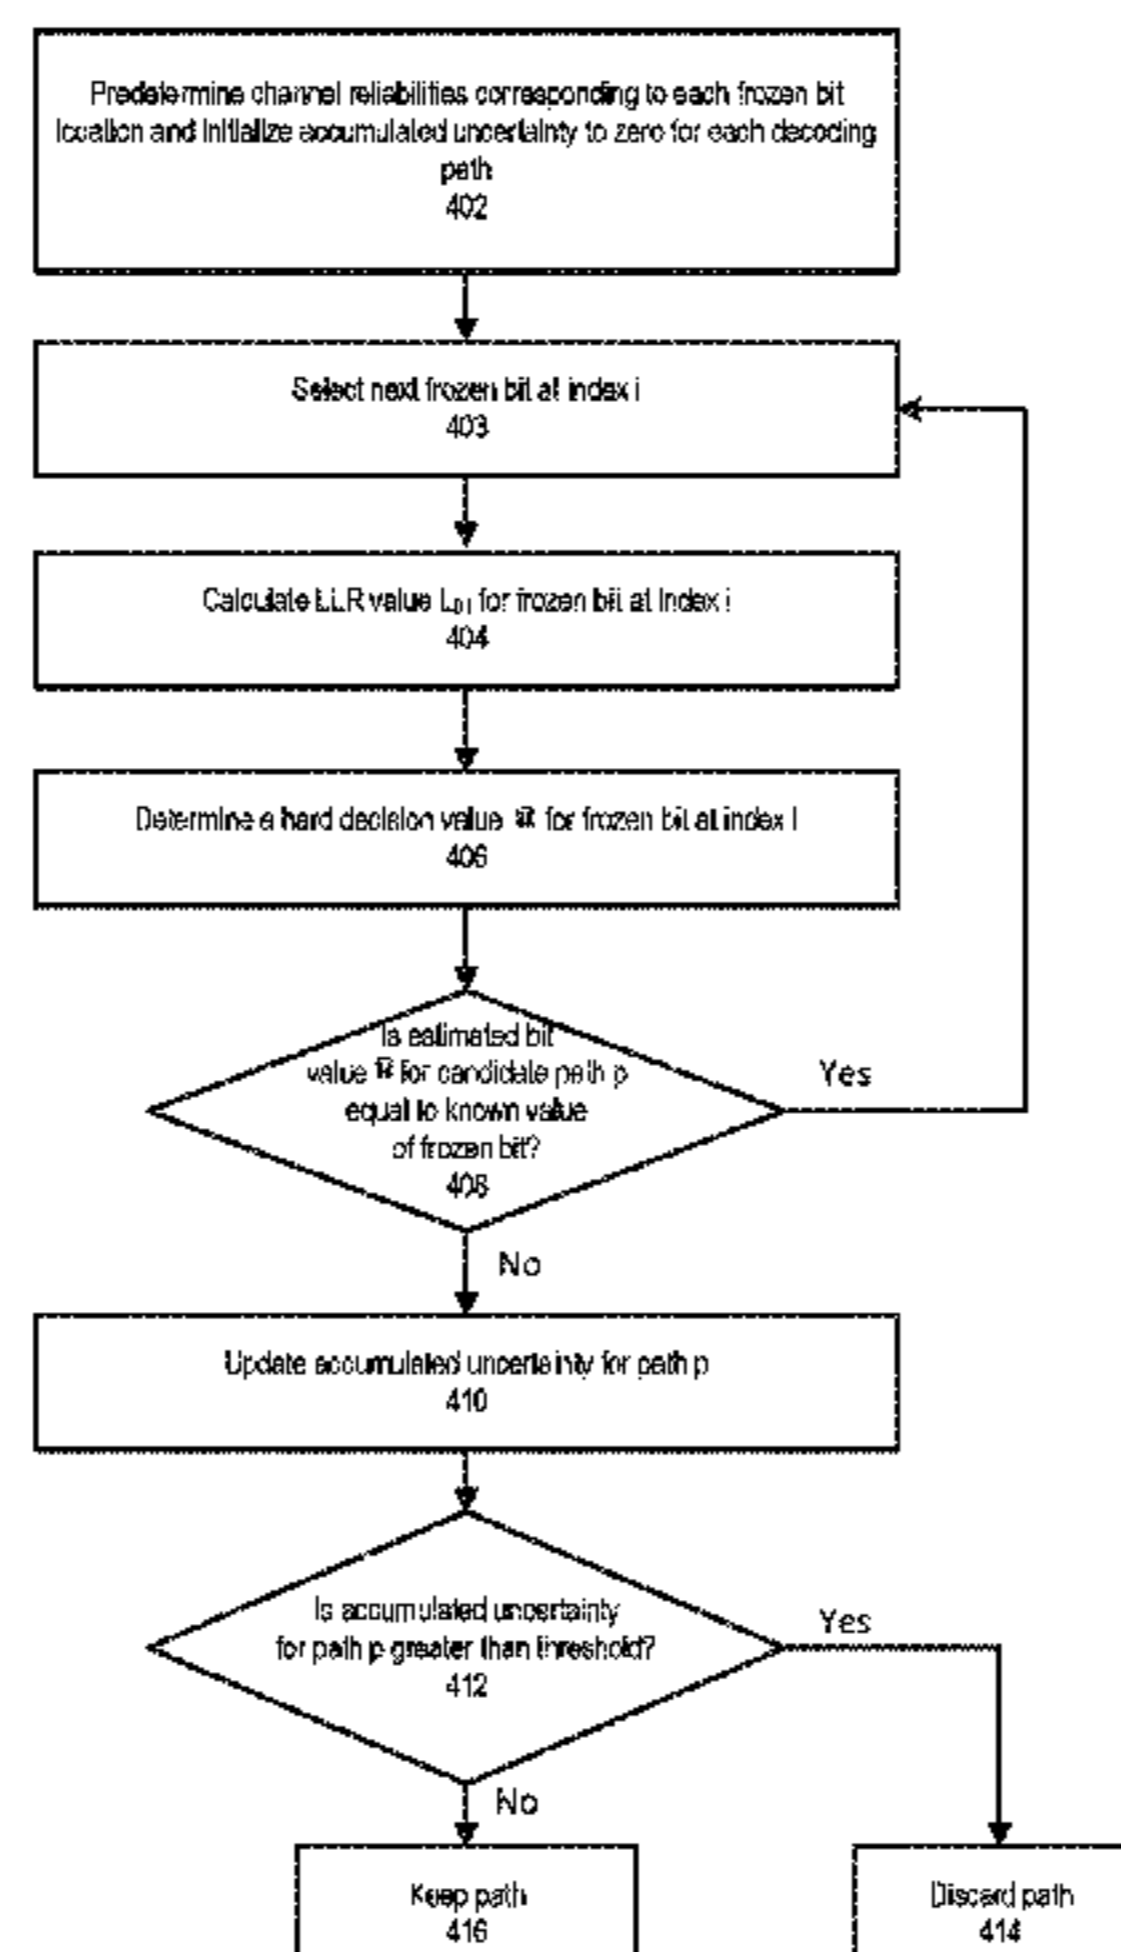 Predetermine channel reliabilities corresponding to each frozen bit
location and initialize accumulated uncertainty to zero for each decoding
path
402
Select next frozen bit at index i
403
Calculate LLR value for frozen bit at index i
404
Determine a hard decision value for frozen bit at index i
406
Is estimated bit
value for candidate path p
equal to known value
of frozen bit?
408
Yes
No
Update accumulated uncertainty for path p
410
Is accumulated uncertainty
for path p greater than threshold?
412
Yes
No
Keep path
416
Discard path
414